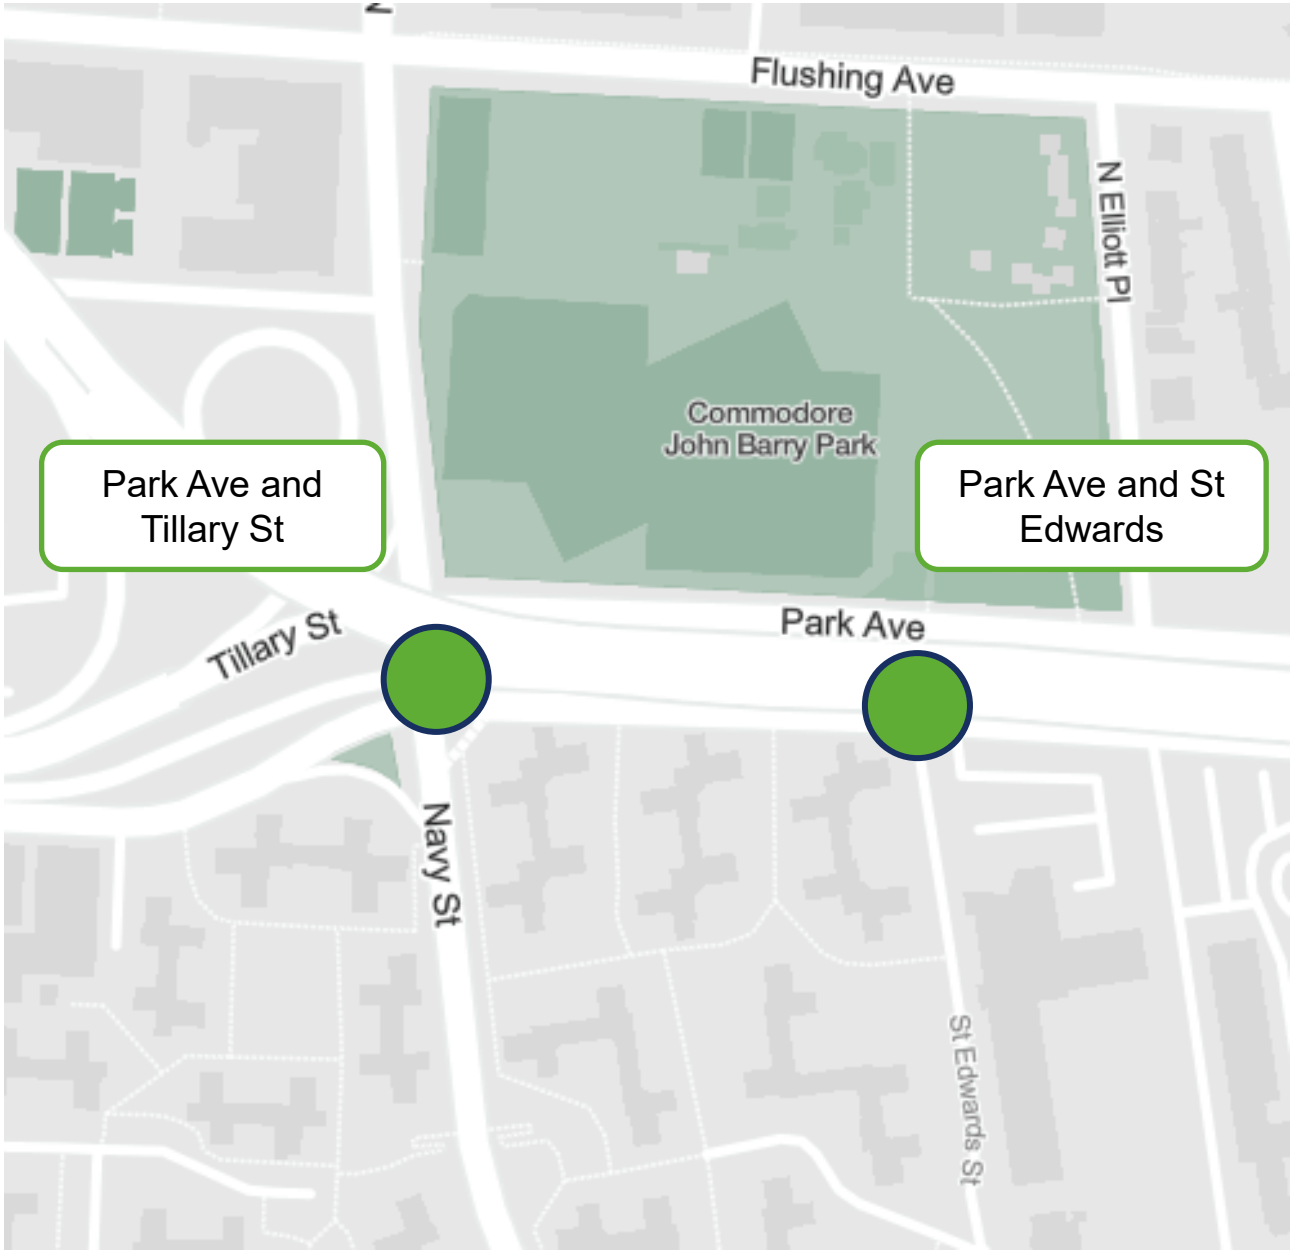 Flushing Ave
N Elliott Pl
Commodore
John Barry Park
Park Ave and
Tillary St
Park Ave and St
Edwards
Tillary St
Park Ave
Navy St
St Edwards St